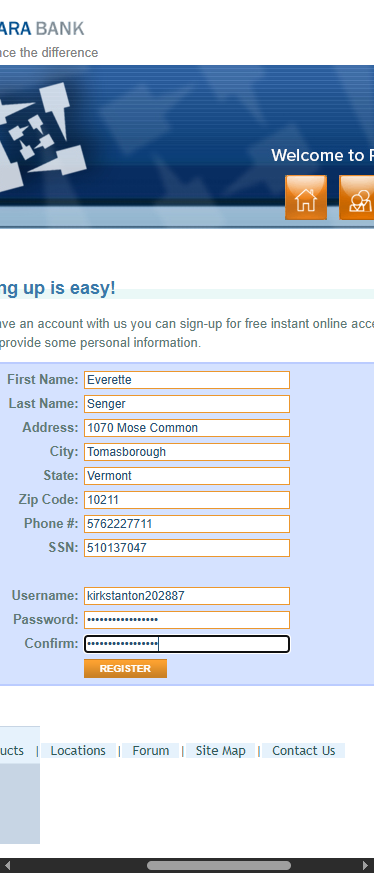 ARA BANK
ce the difference
Welcome to
ng up is easy!
ve an account with us you can sign-up for free instant online acce
provide some personal information.
First Name: Everette
Last Name: Senger
Address: 1070 Mose Common
City: Tomasborough
State: Vermont
Zip Code: 10211
Phone #: 5762227711
SSN: 510137047
Username: kirkstanton202887
Password: •••••••••••••••••
Confirm: •••••••••••••••••
REGISTER
ucts | Locations | Forum | Site Map | Contact Us